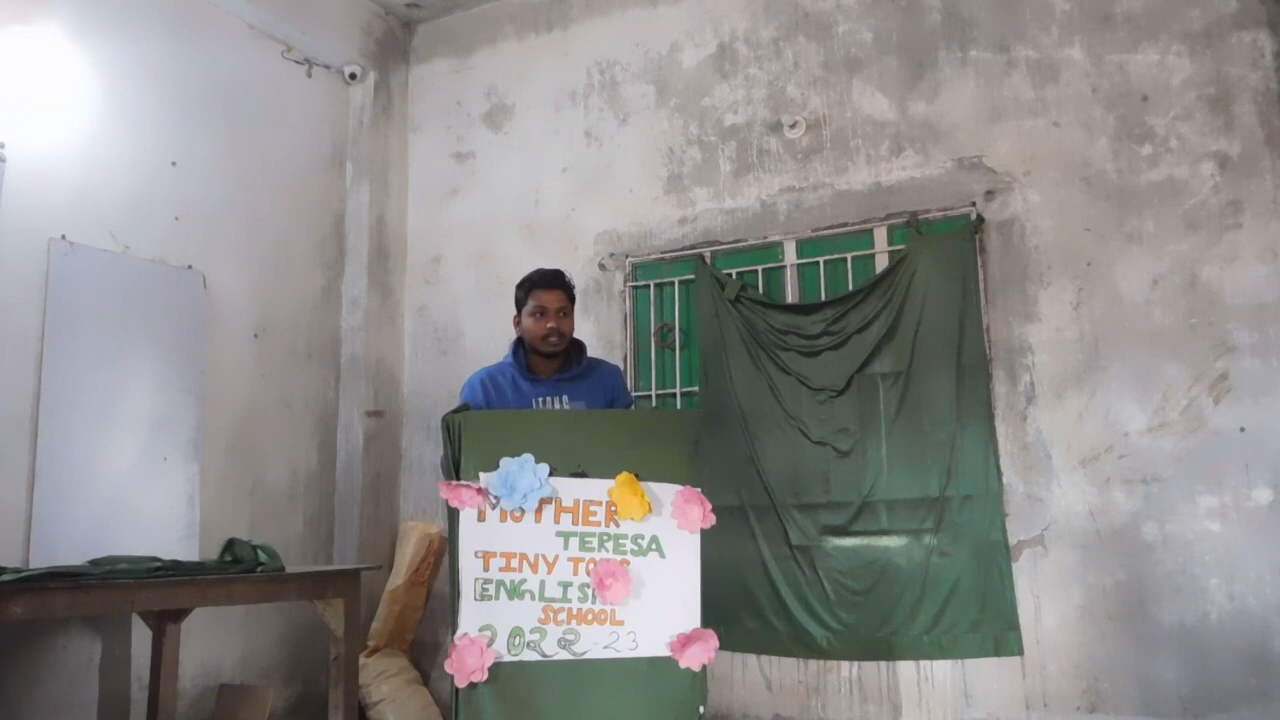 MOTHER
TERESA
TINY TOTS
ENGLISH
SCHOOL
2022-23